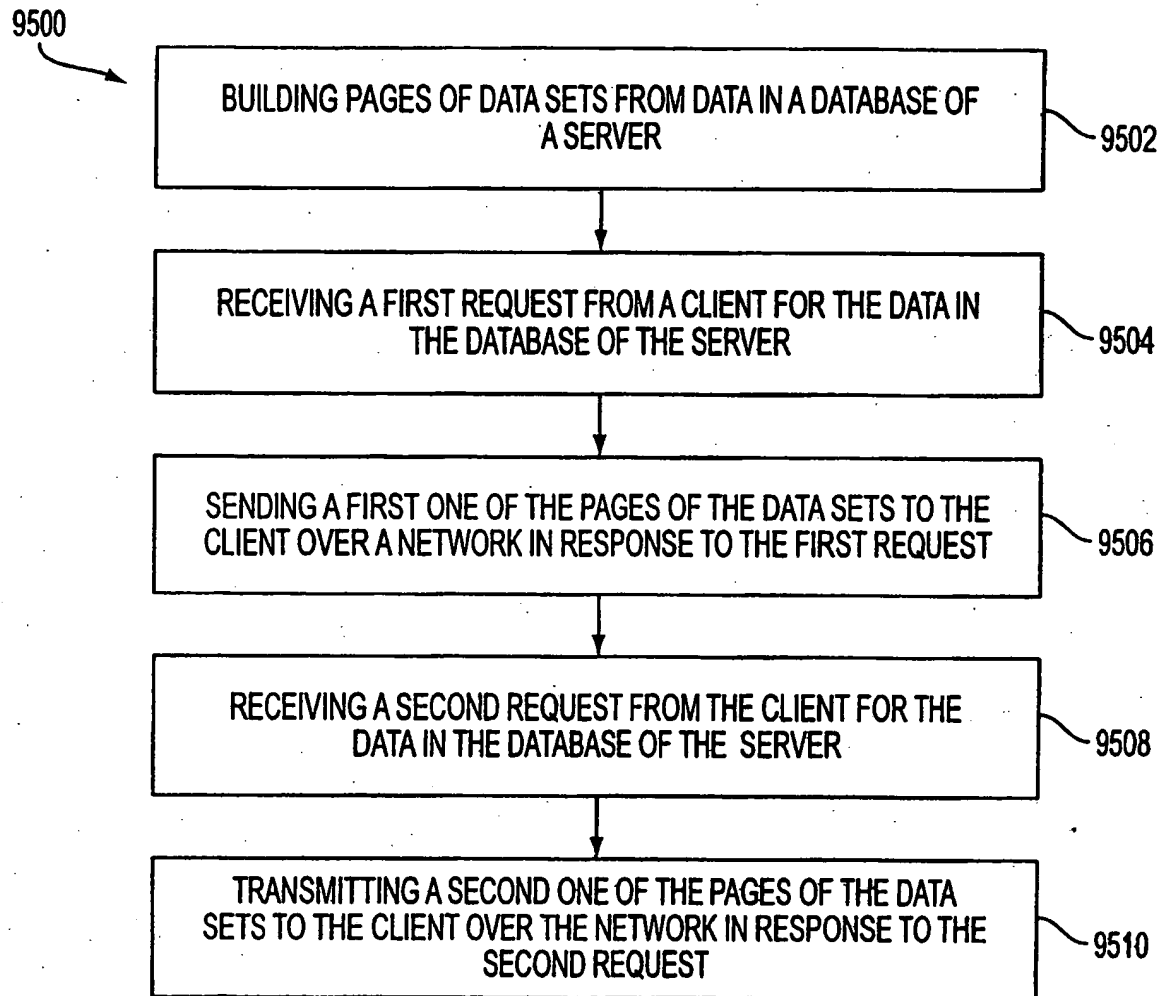 9500
BUILDING PAGES OF DATA SETS FROM DATA IN A DATABASE OF
A SERVER
9502
RECEIVING A FIRST REQUEST FROM A CLIENT FOR THE DATA IN
THE DATABASE OF THE SERVER
9504
SENDING A FIRST ONE OF THE PAGES OF THE DATA SETS TO THE
CLIENT OVER A NETWORK IN RESPONSE TO THE FIRST REQUEST
9506
RECEIVING A SECOND REQUEST FROM THE CLIENT FOR THE
DATA IN THE DATABASE OF THE SERVER
9508
TRANSMITTING A SECOND ONE OF THE PAGES OF THE DATA
SETS TO THE CLIENT OVER THE NETWORK IN RESPONSE TO THE
SECOND REQUEST
9510